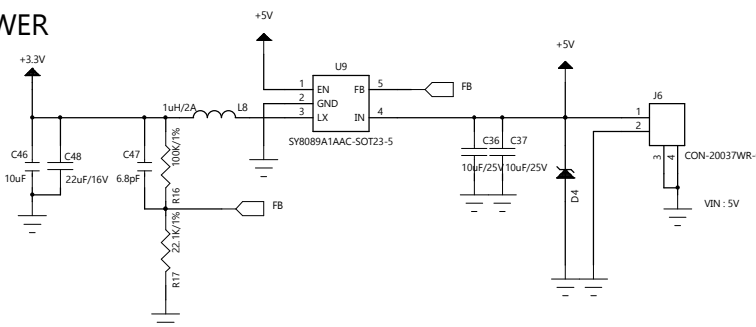 WER
+5V
+5V
+3.3V
U9
1
EN
FB
5
FB
2
GND
3
LX
IN
4
SY8089A1AAC-SOT23-5
1uH/2A
L8
J6
1
2
3
4
CON-20037WR-
VIN : 5V
C46
10uF
C48
22uF/16V
C47
6.8pF
100K/1%
R16
FB
22.1K/1%
R17
C36
10uF/25V
C37
10uF/25V
D4